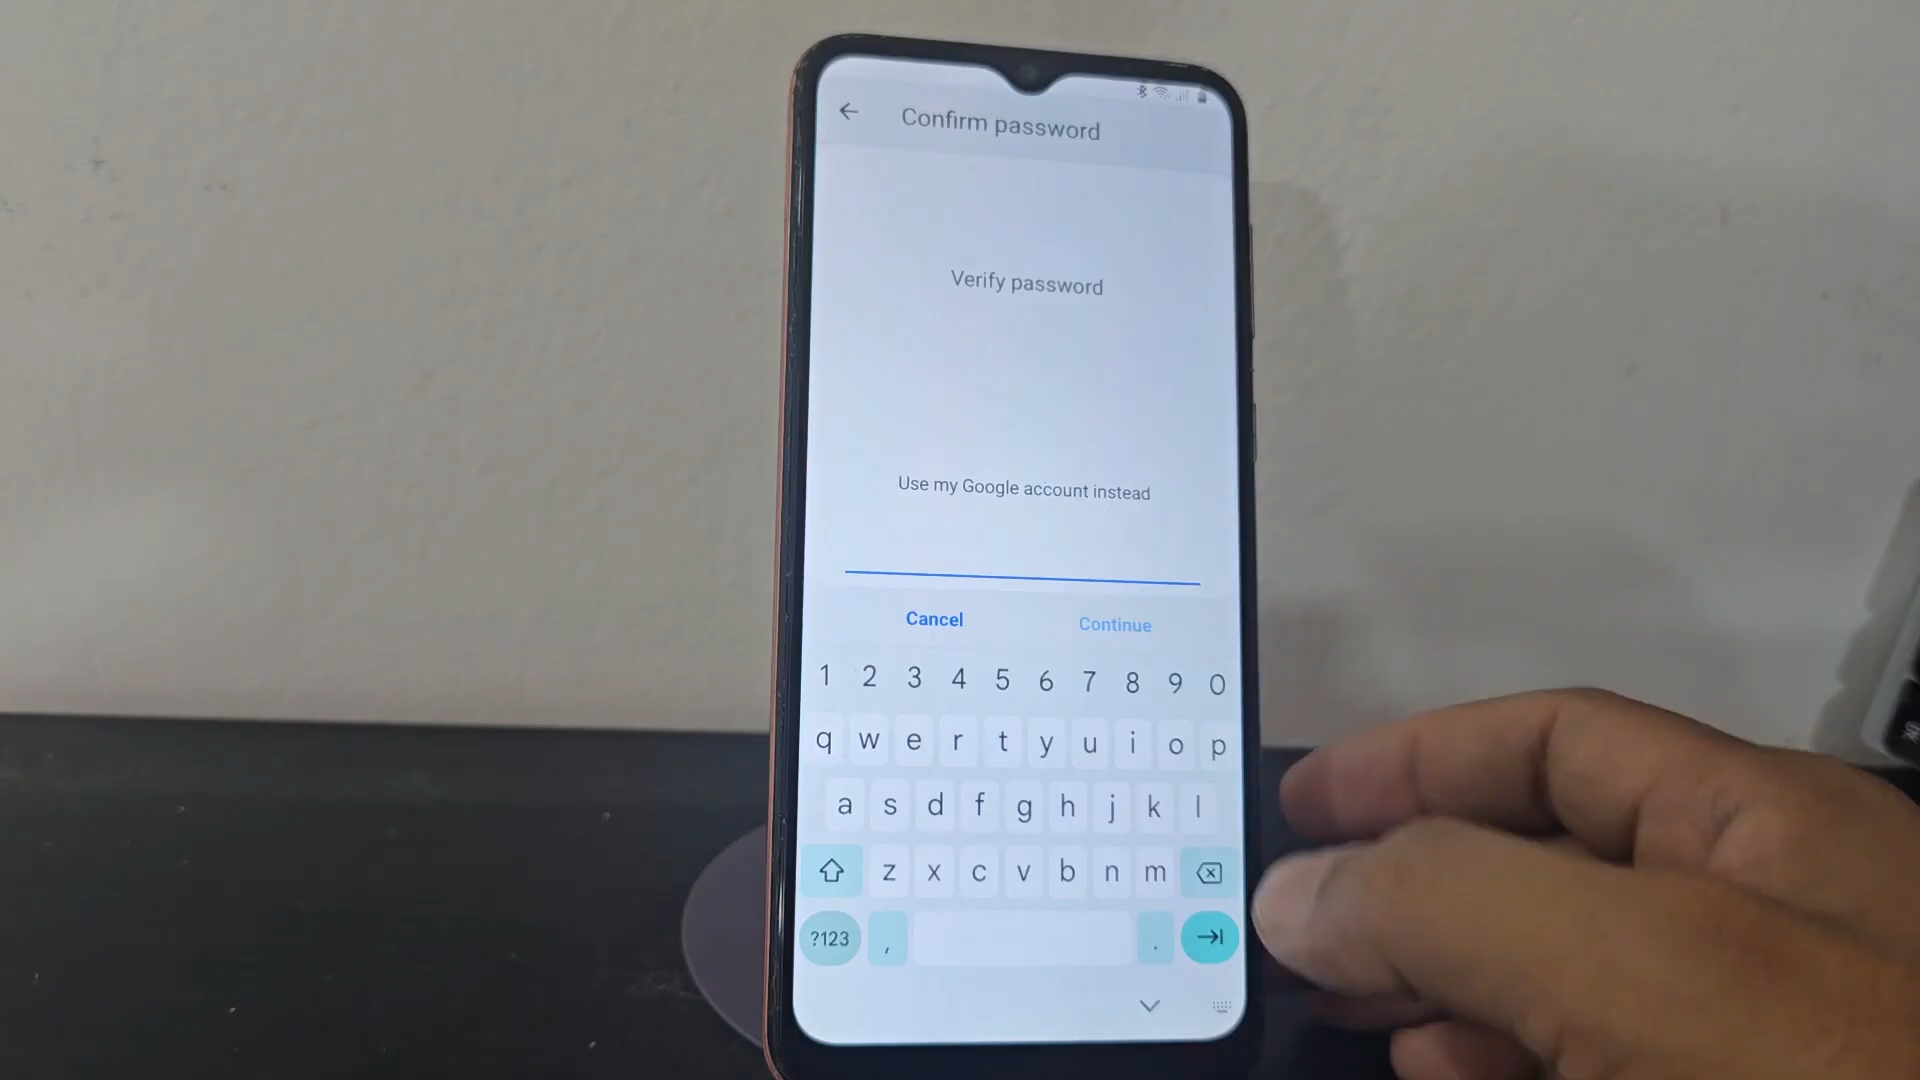 Confirm password
Verify password
Use my Google account instead
Cancel Continue
1 2 3 4 5 6 7 8 9 0
q w e r t y u i o p
a s d f g h j k l
z x c v b n m
?123 , .